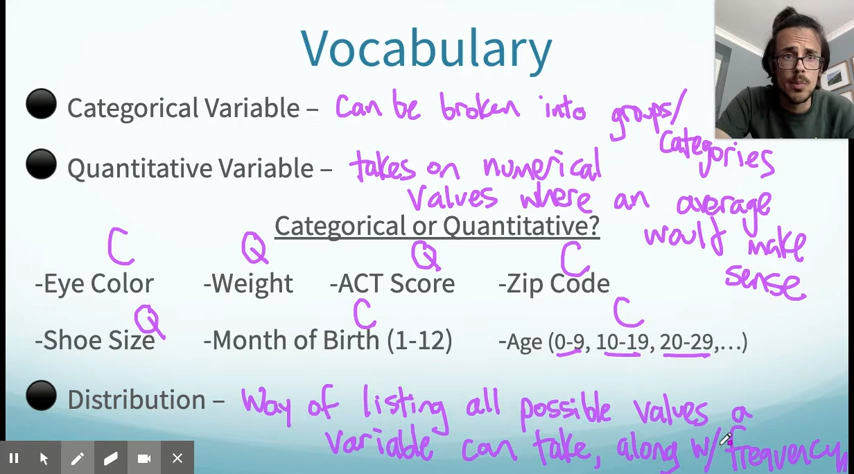 Vocabulary
Categorical Variable – Can be broken into groups/
categories
Quantitative Variable – takes on numerical
values where an average
would make
sense
Categorical or Quantitative?
C Q Q C
-Eye Color -Weight -ACT Score -Zip Code
Q C C
-Shoe Size -Month of Birth (1-12) -Age (0-9, 10-19, 20-29,...)
Distribution – Way of listing all possible values a
variable can take, along w/ frequency